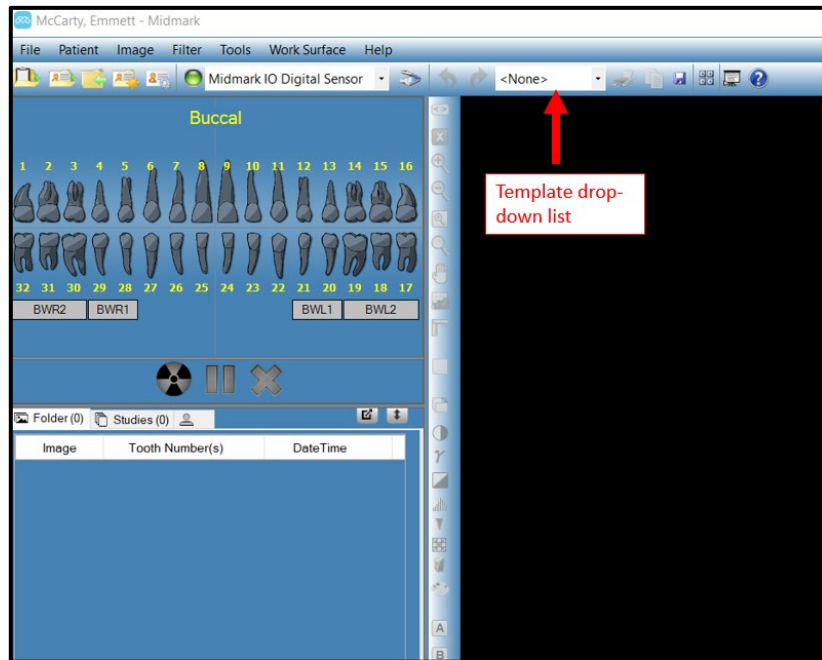 McCarty, Emmett - Midmark
File Patient Image Filter Tools Work Surface Help
Midmark IO Digital Sensor <None>
Template drop-
down list
Buccal
1 2 3 4 5 6 7 8 9 10 11 12 13 14 15 16
32 31 30 29 28 27 26 25 24 23 22 21 20 19 18 17
BWR2 BWR1 BWL1 BWL2
Folder (0) Studies (0)
Image Tooth Number(s) DateTime
A
B